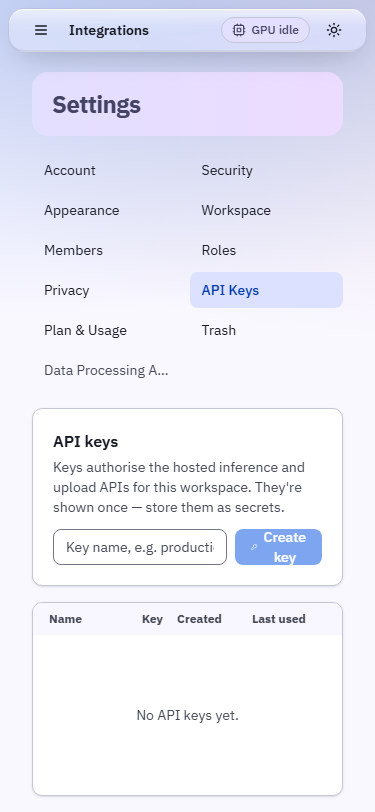 Integrations
GPU idle
Settings
Account
Security
Appearance
Workspace
Members
Roles
Privacy
API Keys
Plan & Usage
Trash
Data Processing A...
API keys
Keys authorise the hosted inference and
upload APIs for this workspace. They're
shown once — store them as secrets.
Key name, e.g. producti
Create
key
Name Key Created Last used
No API keys yet.